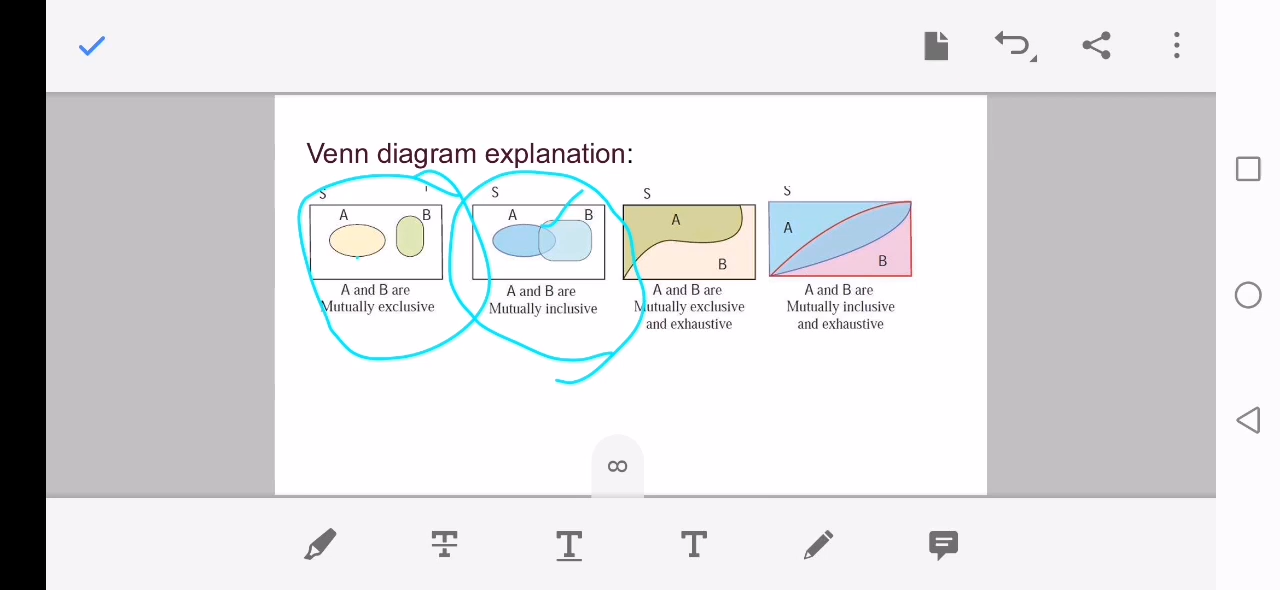 Venn diagram explanation:
S
S
S
S
A
B
A
B
A
B
A
B
A and B are
Mutually exclusive
A and B are
Mutually inclusive
A and B are
Mutually exclusive
and exhaustive
A and B are
Mutually inclusive
and exhaustive
8